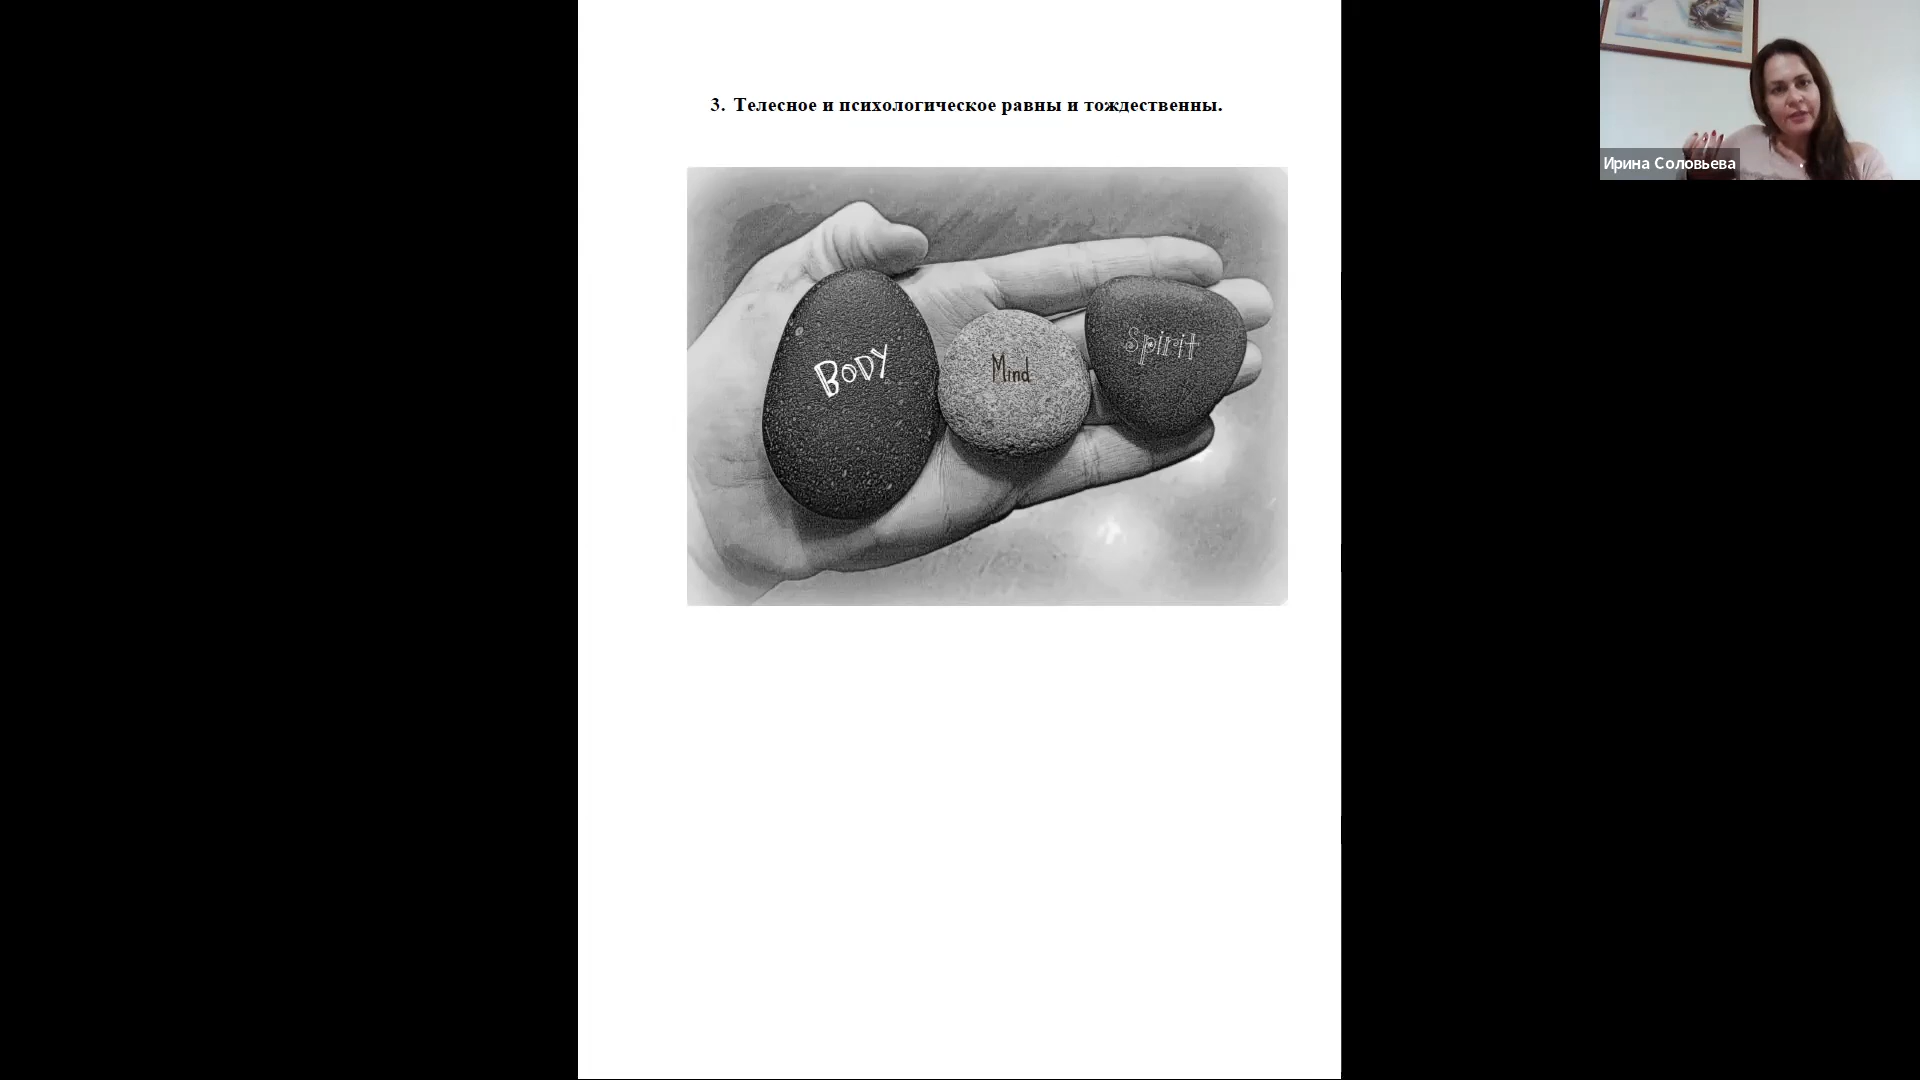 3. Телесное и психологическое равны и тождественны.
Ирина Соловьева
BODY
Mind
Spirit